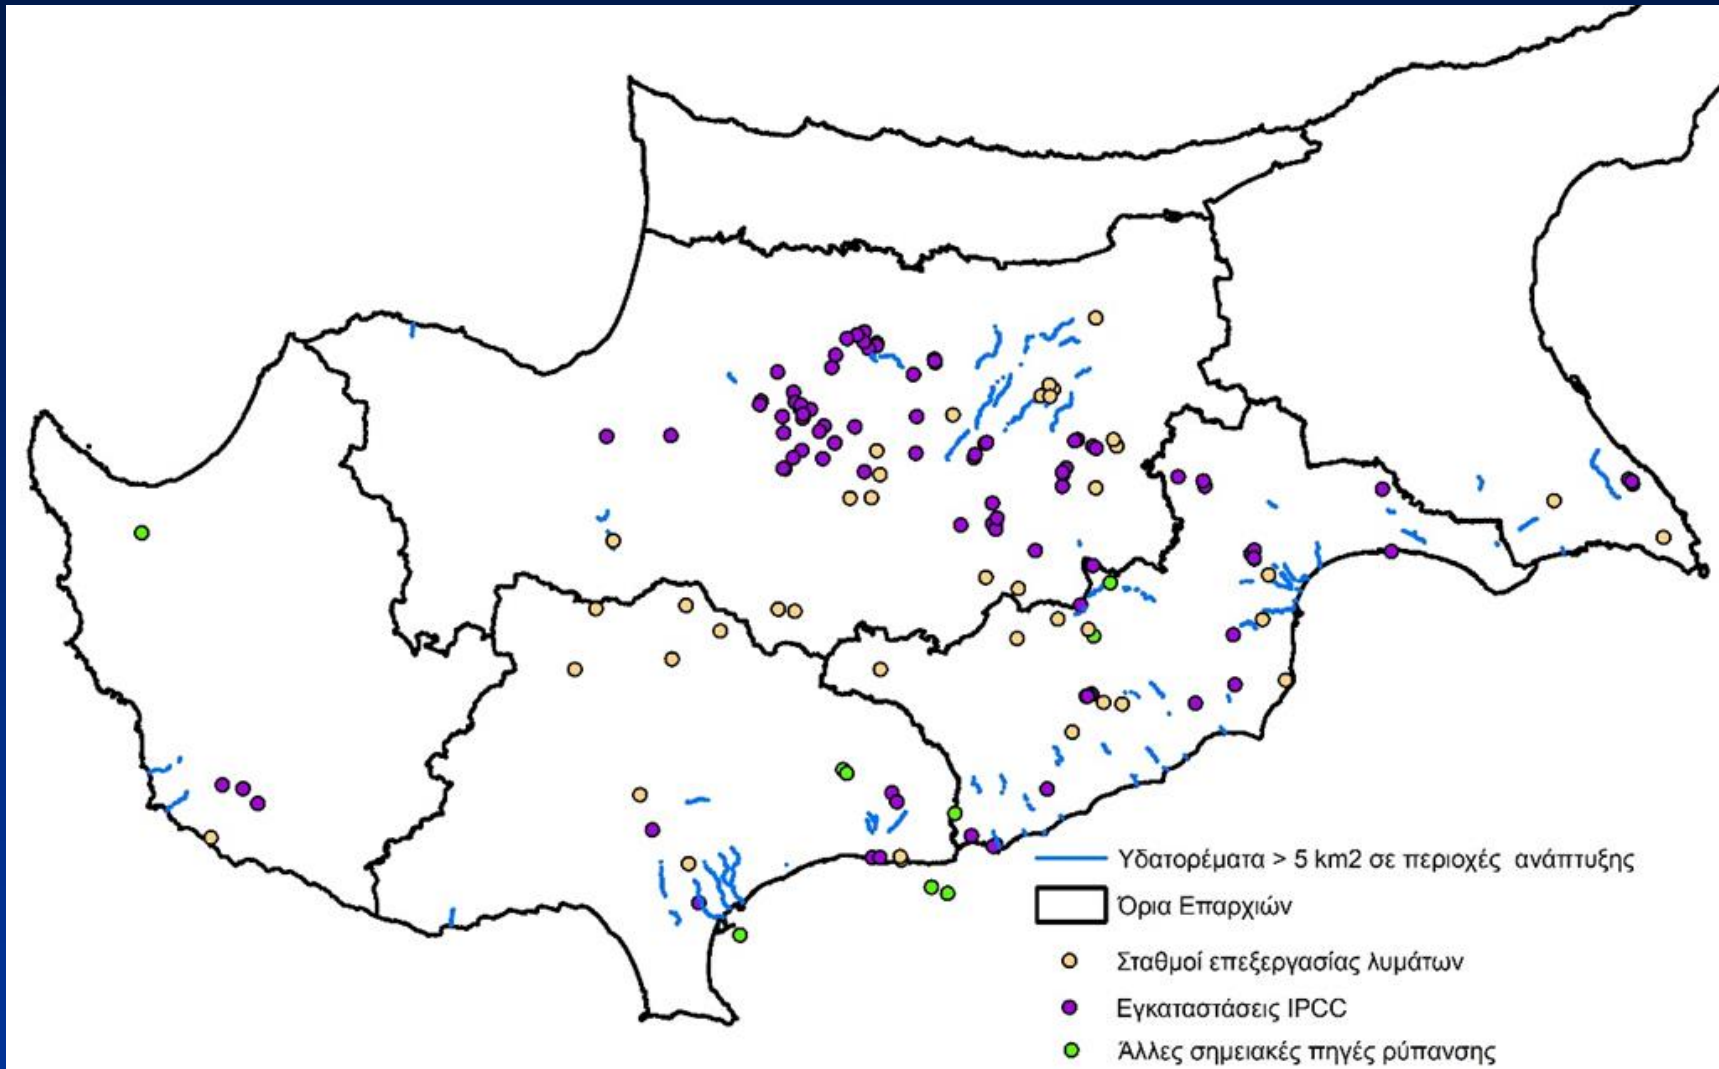 Υδατορέματα > 5 km2 σε περιοχές ανάπτυξης
Όρια Επαρχιών
Σταθμοί επεξεργασίας λυμάτων
Εγκαταστάσεις IPCC
Άλλες σημειακές πηγές ρύπανσης